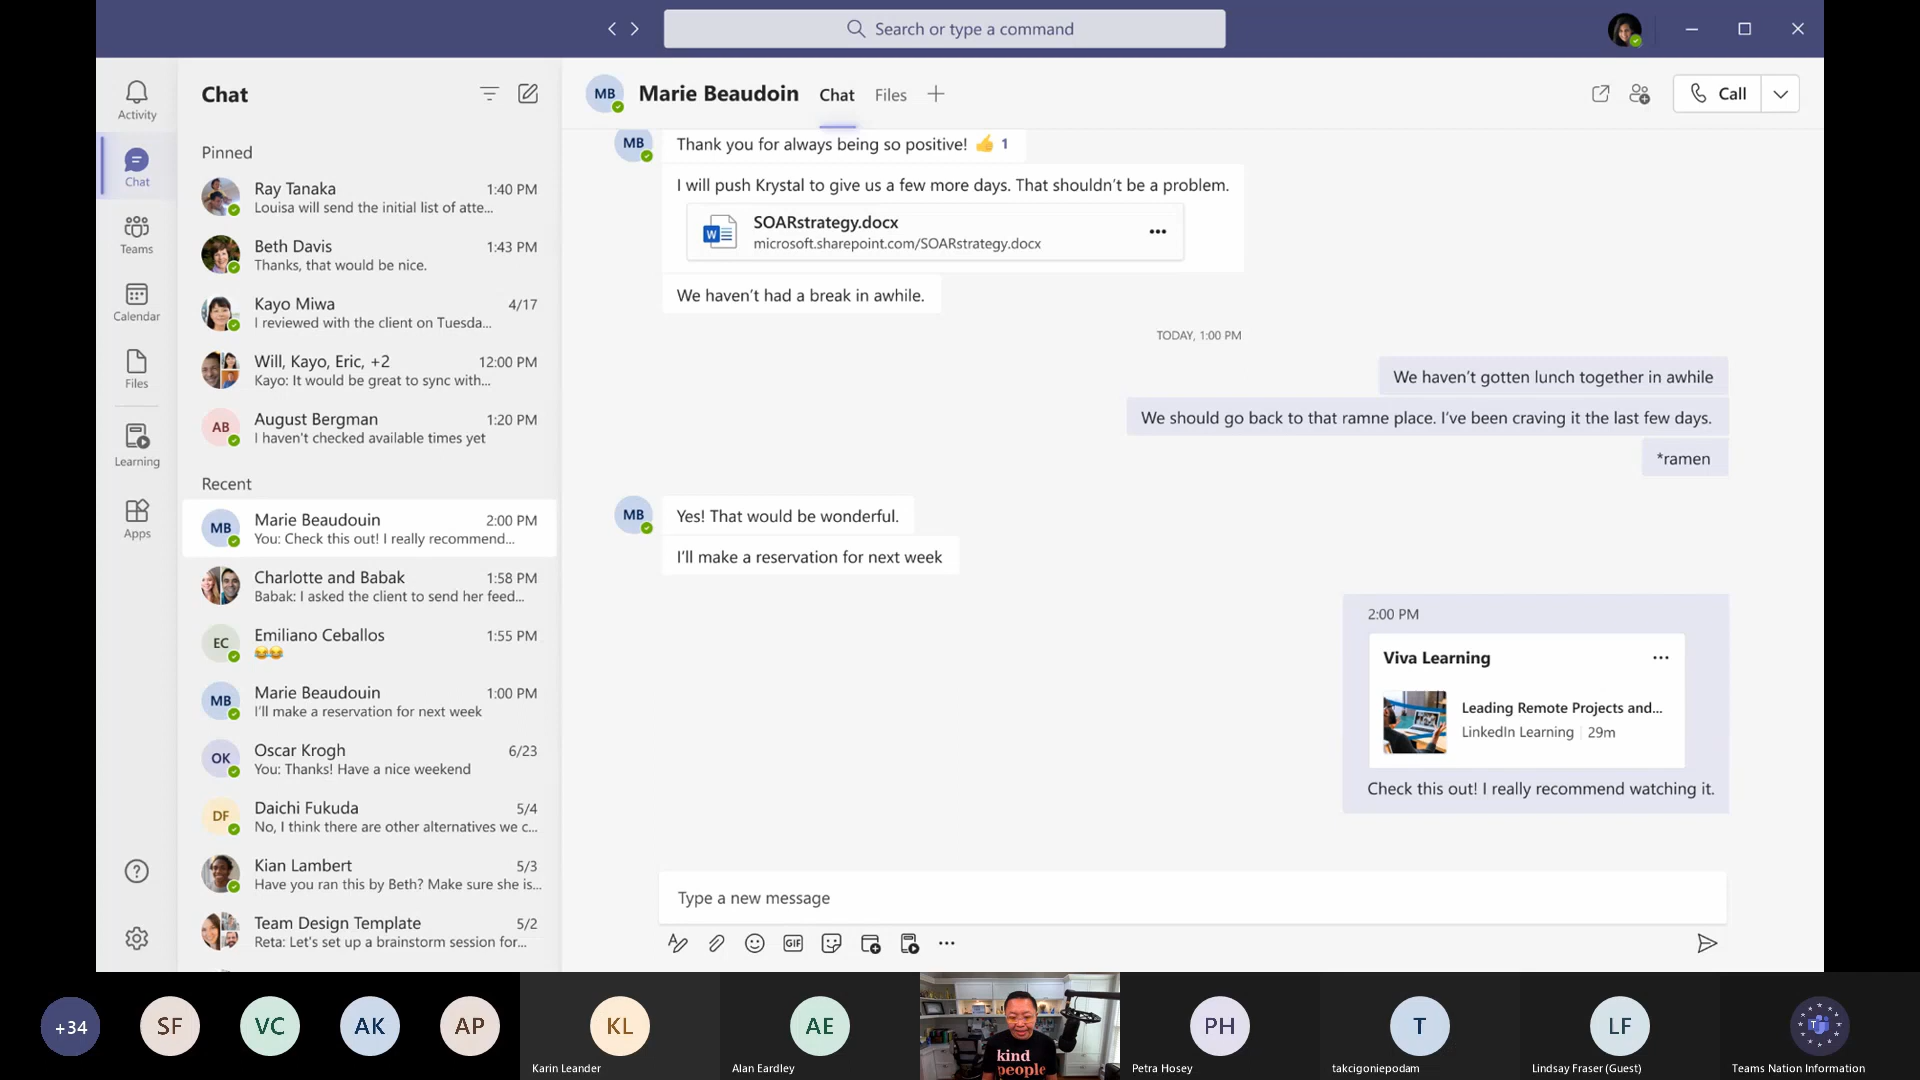 Search or type a command
Activity
Chat
Teams
Calendar
Files
Learning
Apps
Chat
Pinned
Ray Tanaka 1:40 PM
Louisa will send the initial list of atte...
Beth Davis 1:43 PM
Thanks, that would be nice.
Kayo Miwa 4/17
I reviewed with the client on Tuesda...
Will, Kayo, Eric, +2 12:00 PM
Kayo: It would be great to sync with...
AB
August Bergman 1:20 PM
I haven't checked available times yet
Recent
MB
Marie Beaudouin 2:00 PM
You: Check this out! I really recommend...
Charlotte and Babak 1:58 PM
Babak: I asked the client to send her feed...
EC
Emiliano Ceballos 1:55 PM
MB
Marie Beaudouin 1:00 PM
I'll make a reservation for next week
OK
Oscar Krogh 6/23
You: Thanks! Have a nice weekend
DF
Daichi Fukuda 5/4
No, I think there are other alternatives we c...
Kian Lambert 5/3
Have you ran this by Beth? Make sure she is...
Team Design Template 5/2
Reta: Let's set up a brainstorm session for...
MB Marie Beaudoin Chat Files
Call
MB
Thank you for always being so positive! 👍 1
I will push Krystal to give us a few more days. That shouldn't be a problem.
W
SOARstrategy.docx
microsoft.sharepoint.com/SOARstrategy.docx
We haven't had a break in awhile.
TODAY, 1:00 PM
We haven't gotten lunch together in awhile
We should go back to that ramne place. I've been craving it the last few days.
*ramen
MB
Yes! That would be wonderful.
I'll make a reservation for next week
2:00 PM
Viva Learning
Leading Remote Projects and...
LinkedIn Learning | 29m
Check this out! I really recommend watching it.
Type a new message
GIF
+34 SF VC AK AP KL AE PH T LF
kind
people
Karin Leander Alan Eardley Petra Hosey takcigoniepodam Lindsay Fraser (Guest) Teams Nation Information